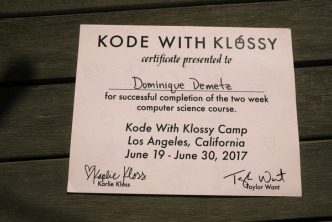 KODE WITH KLOSSY
certificate presented to
Dominique Demetz
for successful completion of the two week
computer science course.
Kode With Klossy Camp
Los Angeles, California
June 19 - June 30, 2017
Karlie Kloss Tayl Want
Karlie Kloss Taylor Want